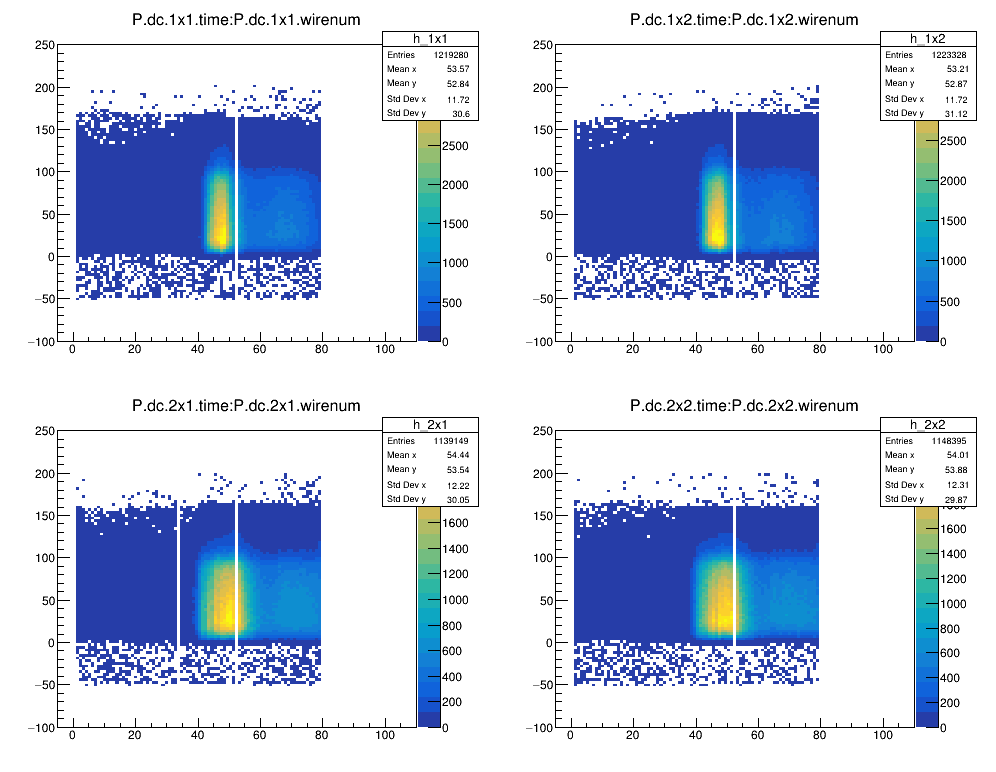 P.dc.1x1.time:P.dc.1x1.wirenum
h_1x1
Entries 1219280
Mean x 53.57
Mean y 52.84
Std Dev x 11.72
Std Dev y 30.6
250
200
150
100
50
0
−50
−100
0 20 40 60 80 100
2500
2000
1500
1000
500
0
P.dc.1x2.time:P.dc.1x2.wirenum
h_1x2
Entries 1223328
Mean x 53.21
Mean y 52.87
Std Dev x 11.72
Std Dev y 31.12
250
200
150
100
50
0
−50
−100
0 20 40 60 80 100
2500
2000
1500
1000
500
0
P.dc.2x1.time:P.dc.2x1.wirenum
h_2x1
Entries 1139149
Mean x 54.44
Mean y 53.54
Std Dev x 12.22
Std Dev y 30.05
250
200
150
100
50
0
−50
−100
0 20 40 60 80 100
1600
1400
1200
1000
800
600
400
200
0
P.dc.2x2.time:P.dc.2x2.wirenum
h_2x2
Entries 1148395
Mean x 54.01
Mean y 53.88
Std Dev x 12.31
Std Dev y 29.87
250
200
150
100
50
0
−50
−100
0 20 40 60 80 100
1600
1400
1200
1000
800
600
400
200
0